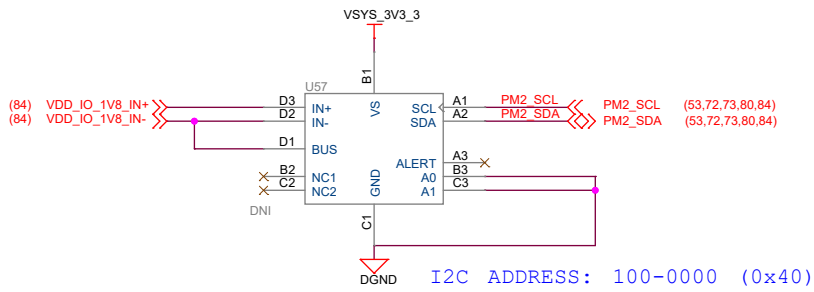 VSYS_3V3_3
B1
U57
(84) VDD_IO_1V8_IN+ D3 IN+ VS SCL A1 PM2_SCL PM2_SCL (53,72,73,80,84)
(84) VDD_IO_1V8_IN- D2 IN- SDA A2 PM2_SDA PM2_SDA (53,72,73,80,84)
D1 BUS
ALERT A3
B2 NC1 A0 B3
C2 NC2 GND A1 C3
DNI
C1
DGND
I2C ADDRESS: 100-0000 (0x40)